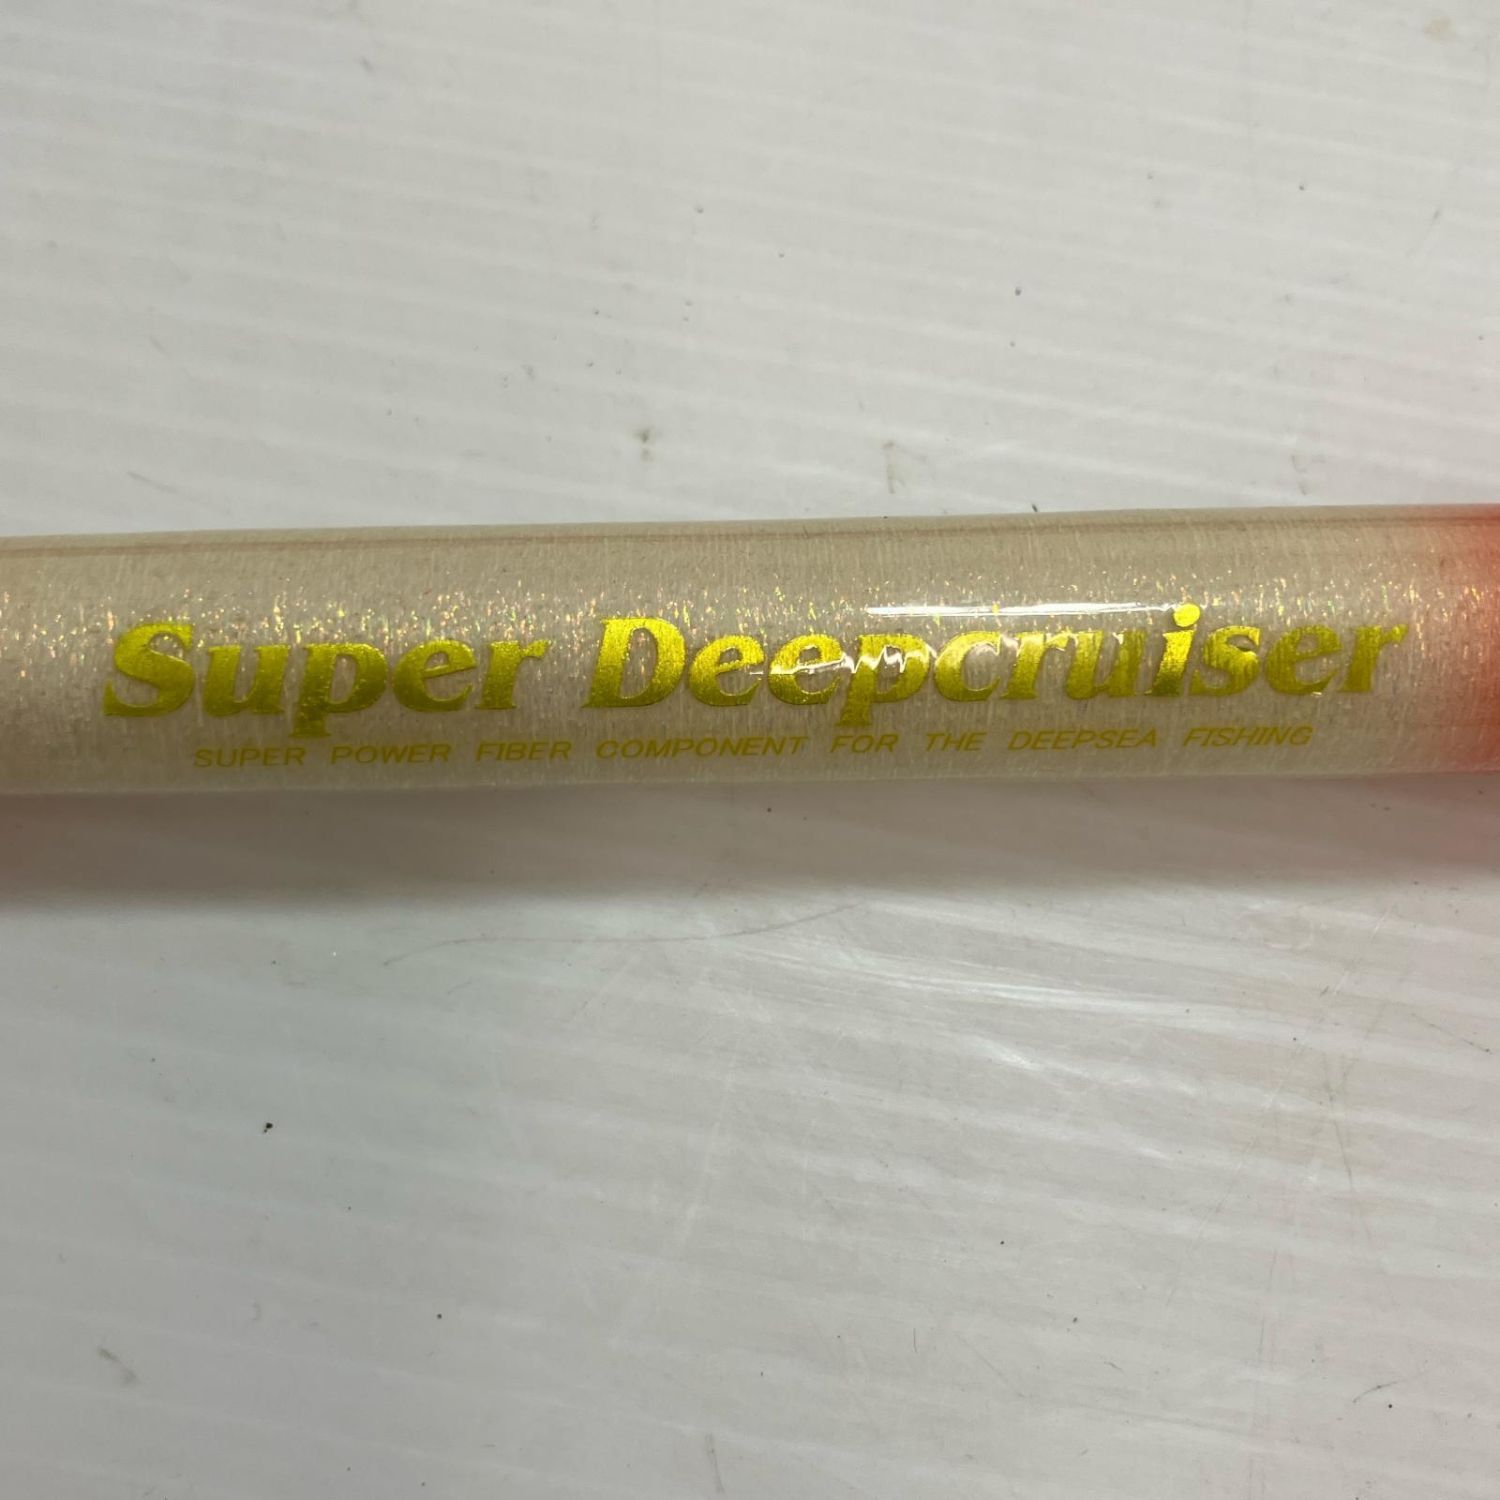 Super Deepcruiser
SUPER POWER FIBER COMPONENT FOR THE DEEPSEA FISHING